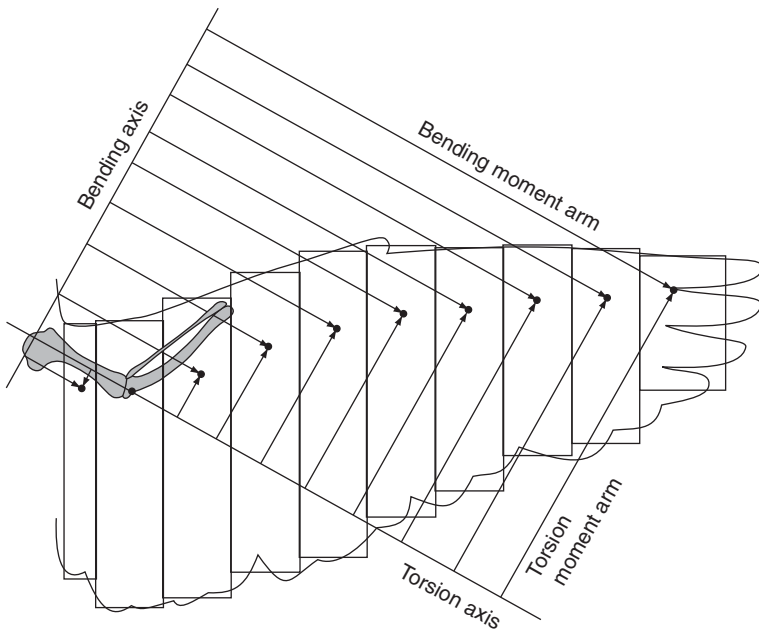 Bending axis
Bending moment arm
Torsion axis
Torsion
moment arm